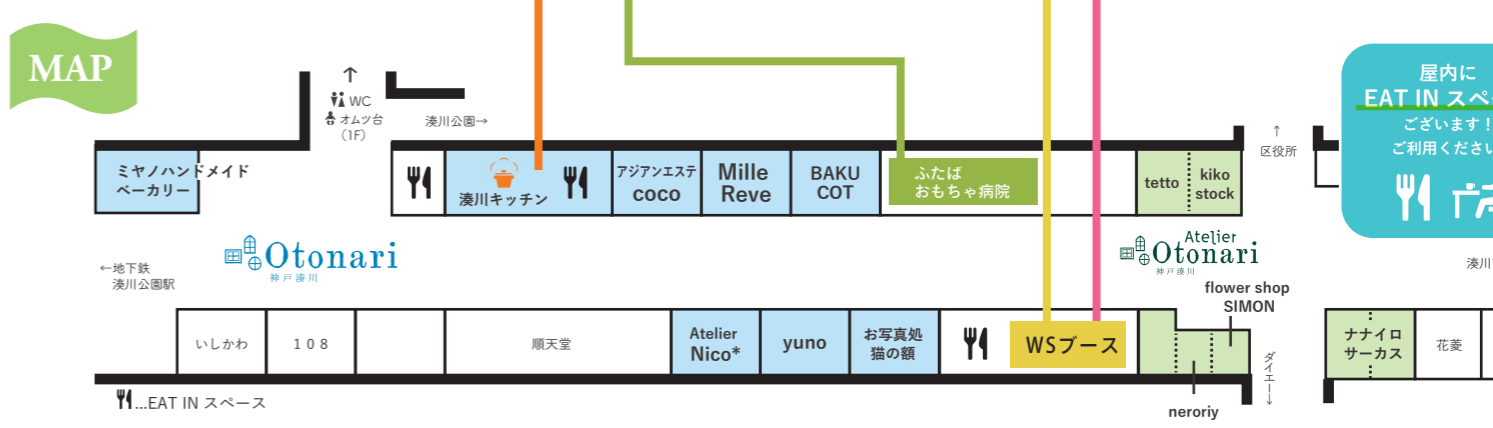 MAP
↑
WC
オムツ台
（1F）
湊川公園→
↑
区役所
屋内に
EAT IN スペ
ございます！
ご利用ください
ミヤノハンドメイド
ベーカリー
湊川キッチン
アジアンエステ
coco
Mille
Reve
BAKU
COT
ふたば
おもちゃ病院
tetto
kiko
stock
←地下鉄
湊川公園駅
Otonari
神戸湊川
Atelier
Otonari
神戸湊川
湊川
flower shop
SIMON
いしかわ
１０８
順天堂
Atelier
Nico*
yuno
お写真処
猫の額
WSブース
ダイエー→
ナナイロ
サーカス
花菱
neroriy
...EAT IN スペース